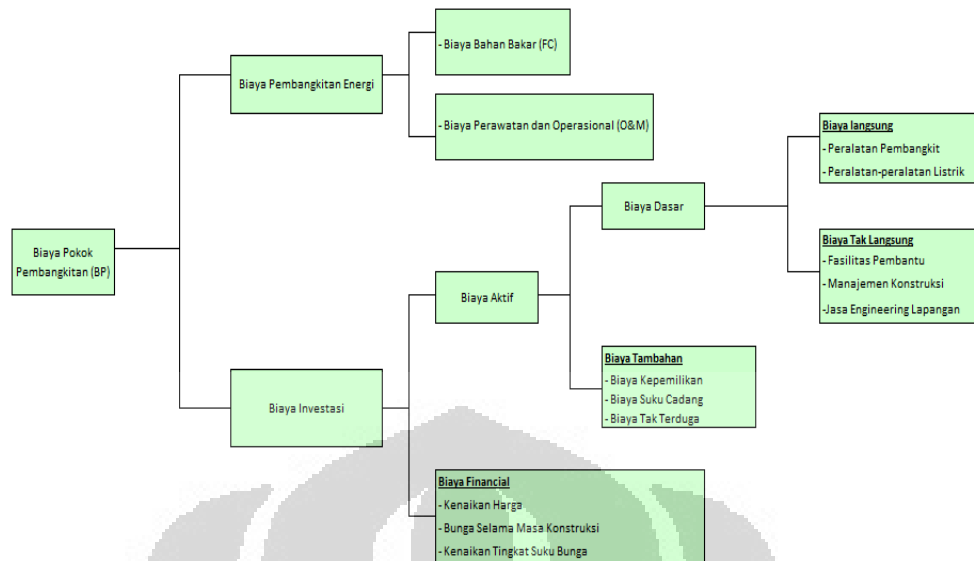 - Biaya Bahan Bakar (FC)
Biaya Pembangkitan Energi
- Biaya Perawatan dan Operasional (O&M)
Biaya langsung
- Peralatan Pembangkit
- Peralatan-peralatan Listrik
Biaya Dasar
Biaya Pokok
Pembangkitan (BP)
Biaya Tak Langsung
- Fasilitas Pembantu
- Manajemen Konstruksi
-Jasa Engineering Lapangan
Biaya Aktif
Biaya Tambahan
- Biaya Kepemilikan
- Biaya Suku Cadang
- Biaya Tak Terduga
Biaya Investasi
Biaya Financial
- Kenaikan Harga
- Bunga Selama Masa Konstruksi
- Kenaikan Tingkat Suku Bunga